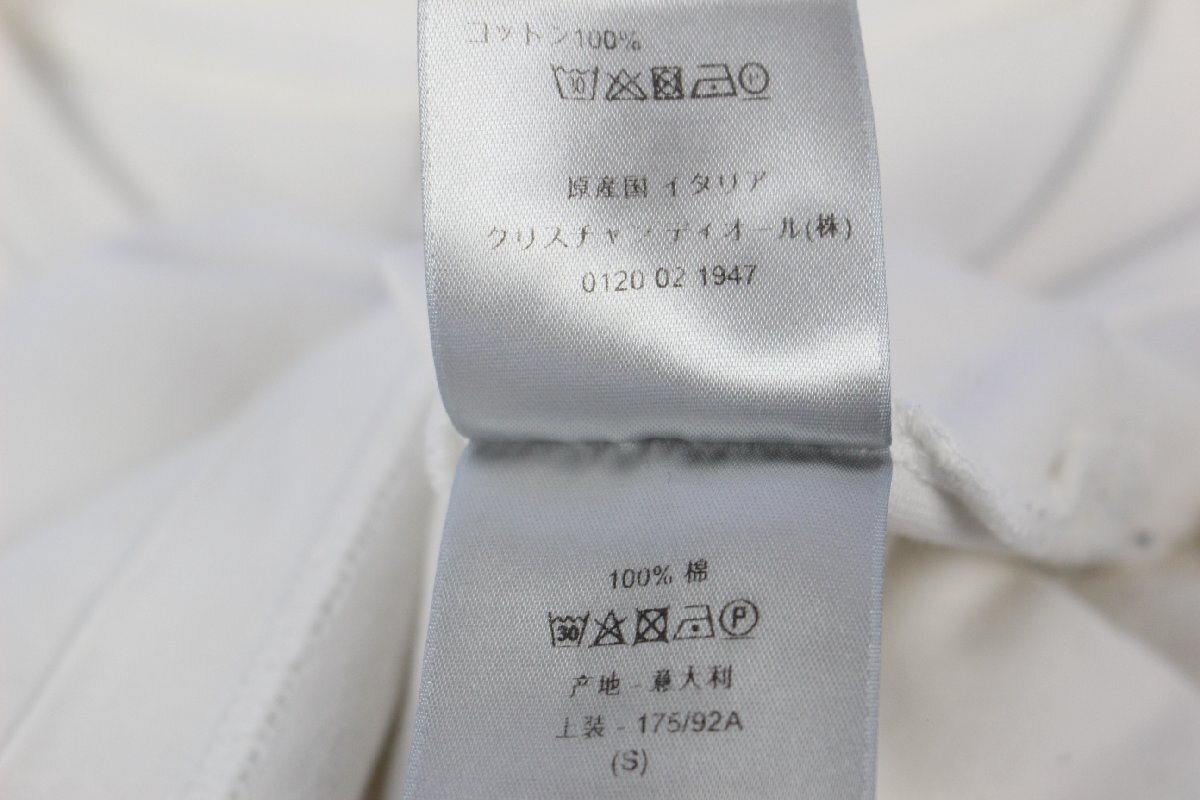 コットン100%
30
原産国 イタリア
クリスチャン ディオール(株)
0120 02 1947
100% 棉
30 P
产地 - 意大利
上装 - 175/92A
(S)